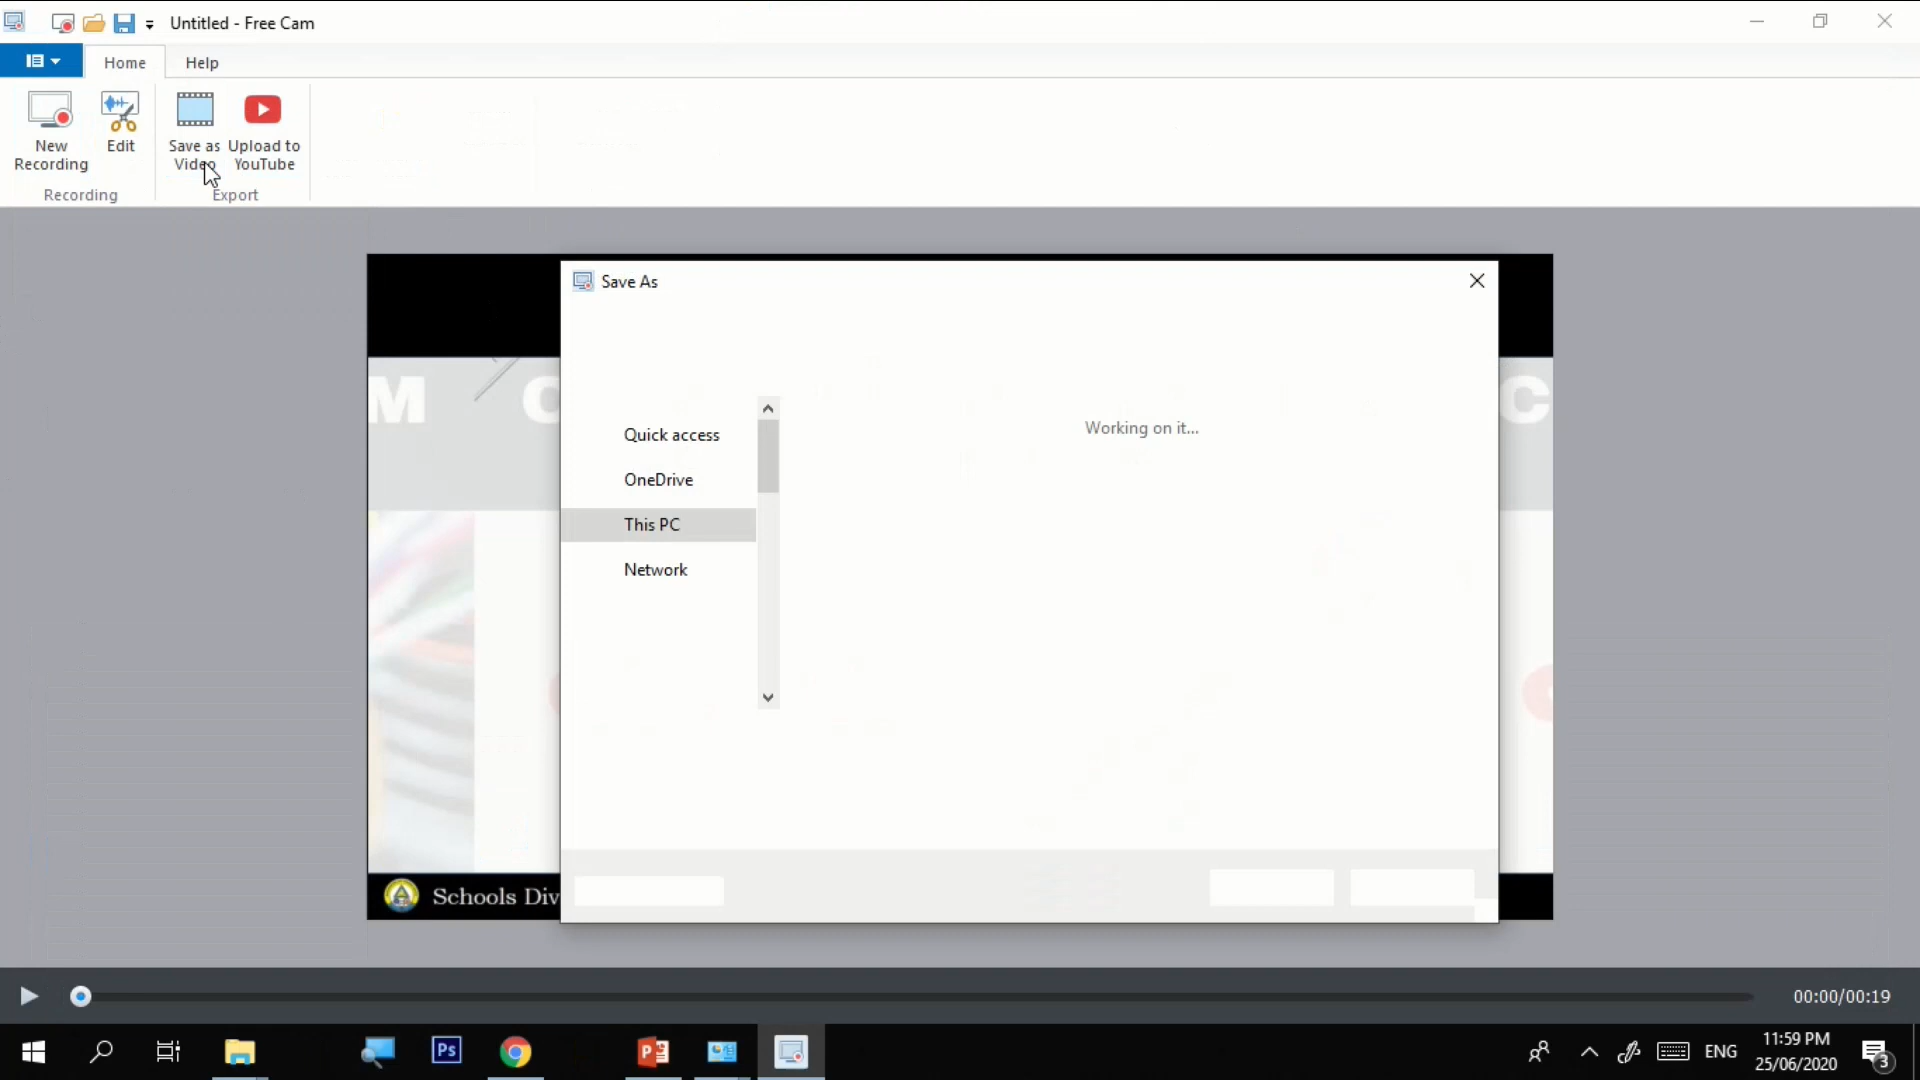 Untitled - Free Cam
Home
Help
New Recording
Edit
Save as Video
Upload to YouTube
Recording
Export
Save As
M
C
C
Quick access
OneDrive
This PC
Network
Working on it...
Schools Div
00:00/00:19
Ps
ENG
11:59 PM
25/06/2020
3